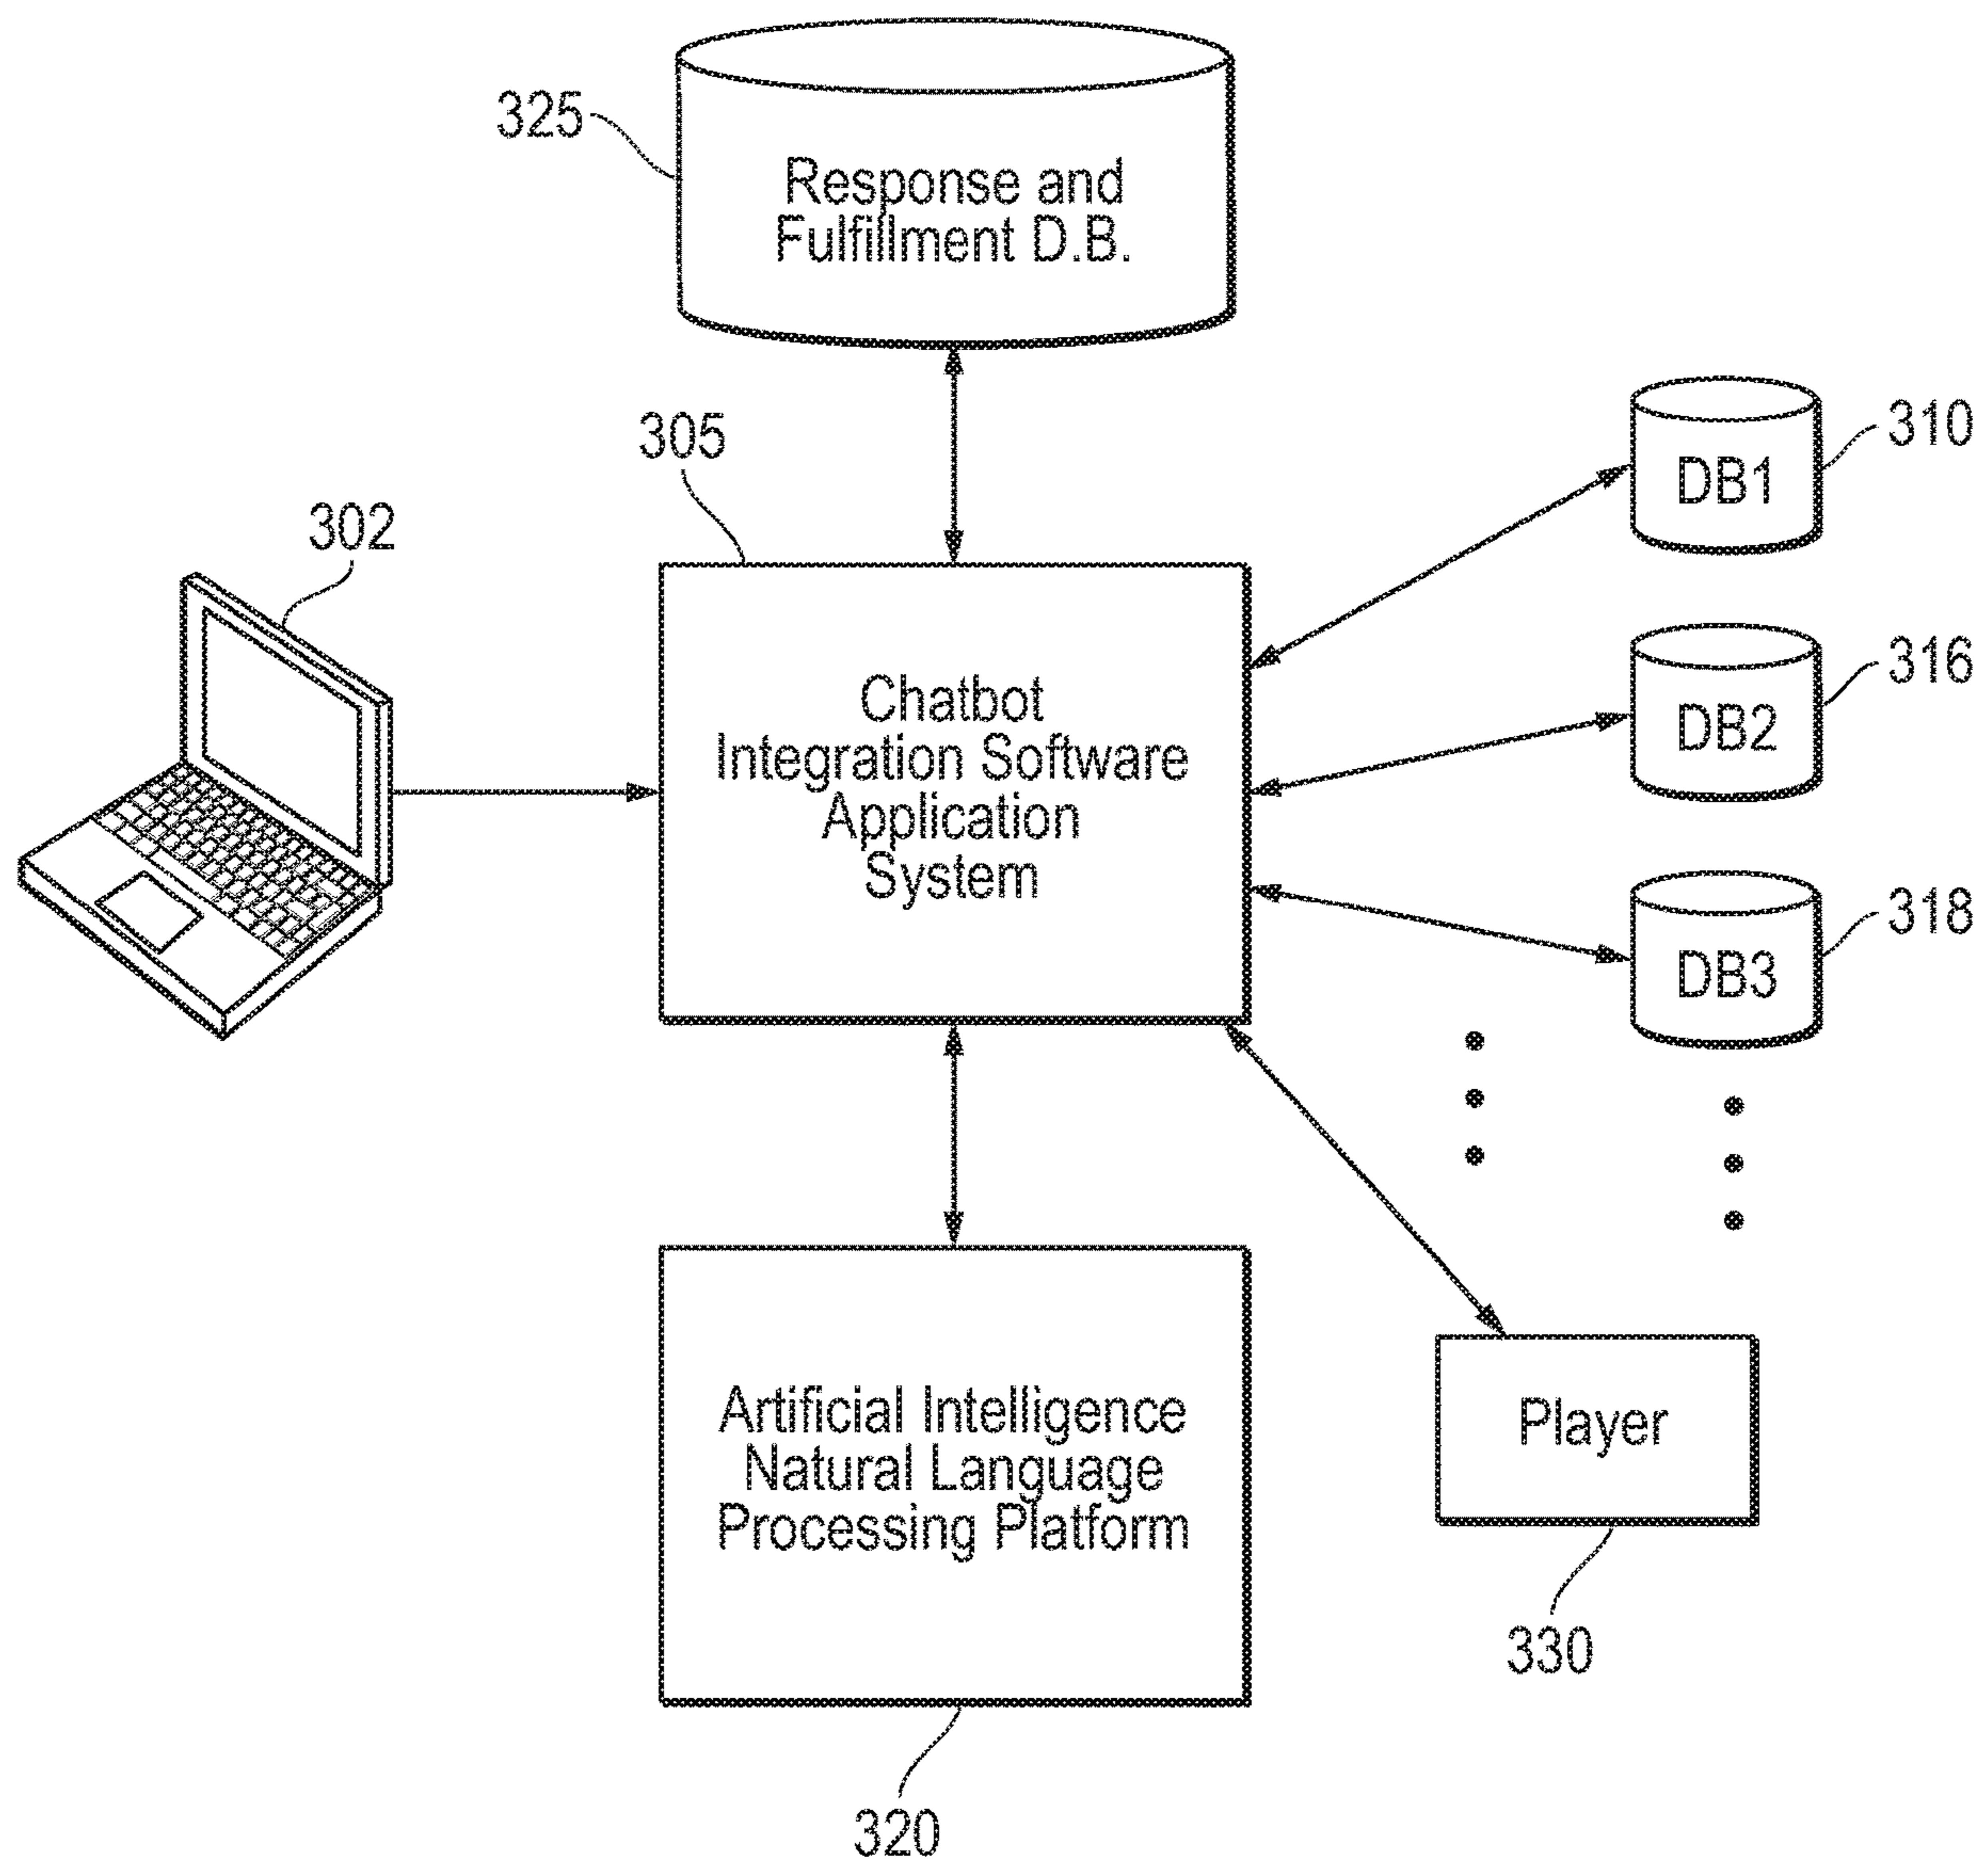 325
Response and
Fulfillment D.B.
305
310
DB1
302
316
DB2
Chatbot
Integration Software
Application
System
318
DB3
Artificial Intelligence
Natural Language
Processing Platform
Player
330
320